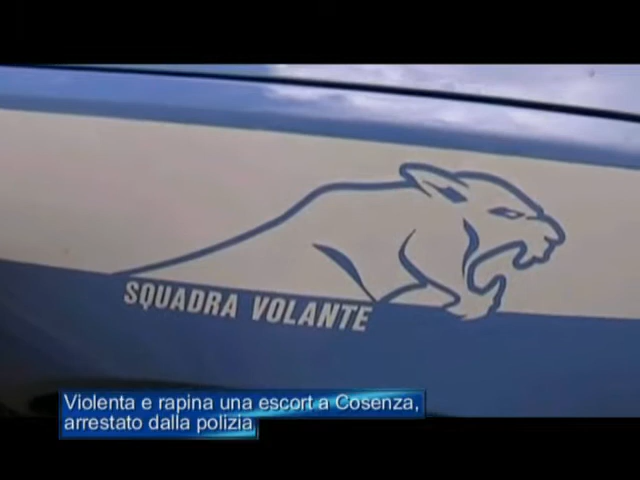 SQUADRA VOLANTE
Violenta e rapina una escort a Cosenza,
arrestato dalla polizia